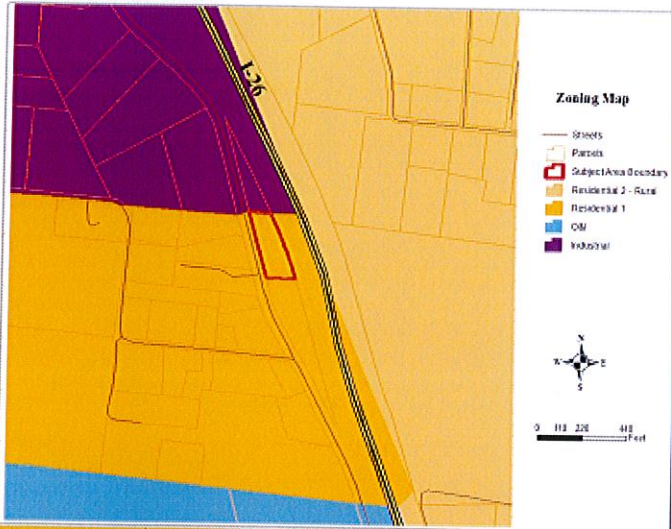 I-26
Zoning Map
Streets
Parcels
Subject Area Boundary
Residential 2 - Rural
Residential 1
O&I
Industrial
N
W E
S
0 110 220 440
Feet